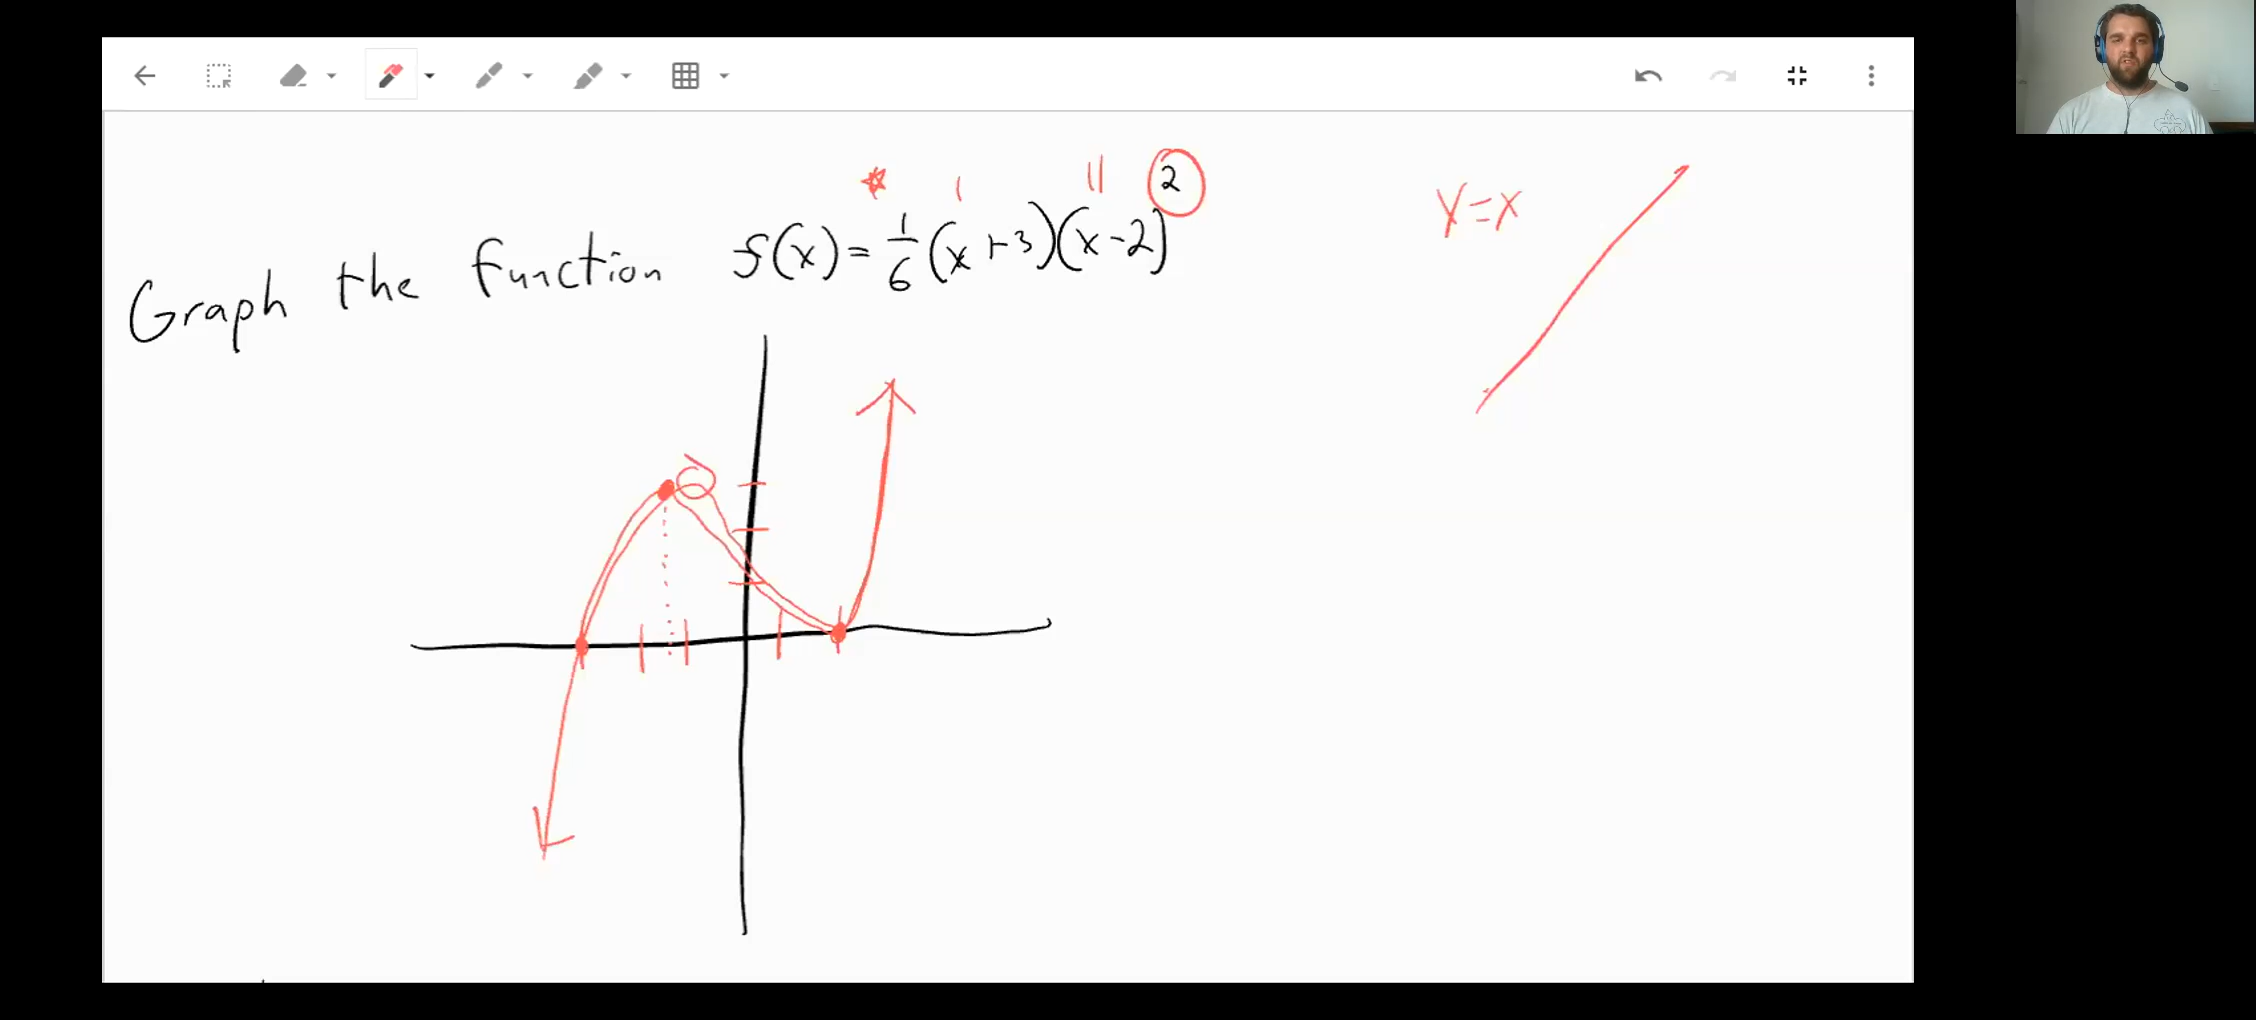 Graph the function f(x) = 1/6 (x+3)(x-2)^2
y=x